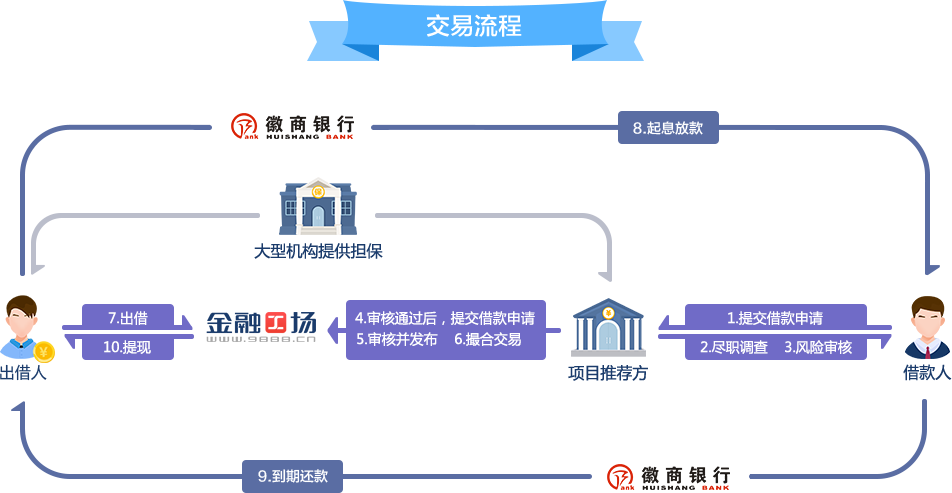 交易流程
徽商银行
HUISHANG BANK
Bank
8.起息放款
保
大型机构提供担保
7.出借
10.提现
金融工场
www.9888.cn
4.审核通过后，提交借款申请
5.审核并发布 6.撮合交易
¥
1.提交借款申请
2.尽职调查 3.风险审核
¥
出借人
项目推荐方
借款人
9.到期还款
徽商银行
HUISHANG BANK
Bank